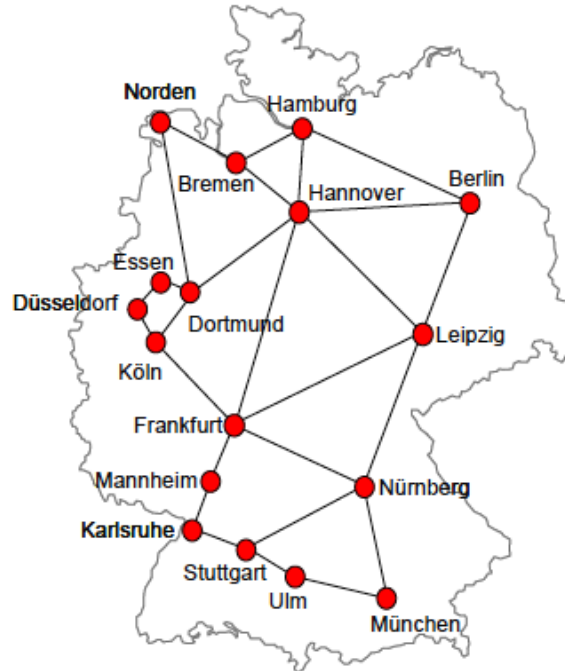 Norden
Hamburg
Bremen
Hannover
Berlin
Essen
Düsseldorf
Dortmund
Köln
Leipzig
Frankfurt
Mannheim
Nürnberg
Karlsruhe
Stuttgart
Ulm
München